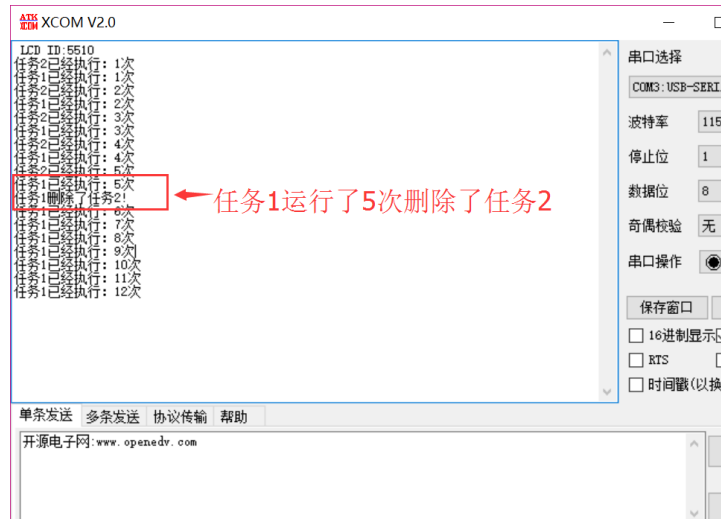 ATK XCOM XCOM V2.0
LCD ID:5510
任务2已经执行：1次
任务1已经执行：1次
任务2已经执行：2次
任务1已经执行：2次
任务2已经执行：3次
任务1已经执行：3次
任务2已经执行：4次
任务1已经执行：4次
任务2已经执行：5次
任务1已经执行：5次
任务1删除了任务2!
任务1已经执行：6次
任务1已经执行：7次
任务1已经执行：8次
任务1已经执行：9次
任务1已经执行：10次
任务1已经执行：11次
任务1已经执行：12次
任务1运行了5次删除了任务2
串口选择
COM3:USB-SERI
波特率 115
停止位 1
数据位 8
奇偶校验 无
串口操作
保存窗口
16进制显示
RTS
时间戳(以换
单条发送 多条发送 协议传输 帮助
开源电子网:www.openedv.com